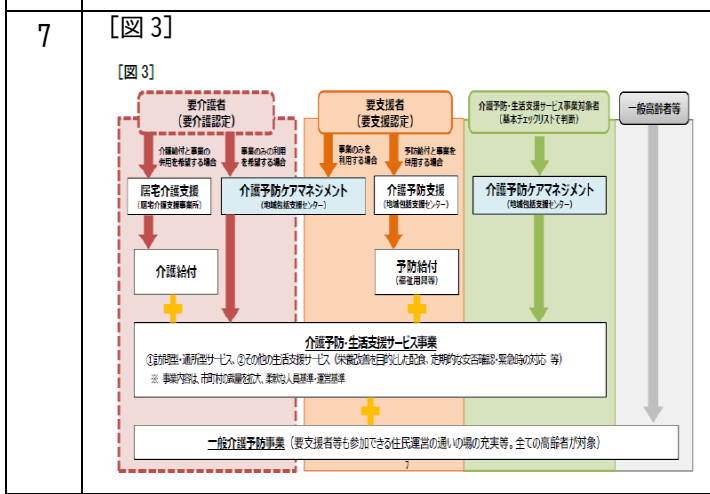 7
[図3]
[図3]
要介護者
(要介護認定)
要支援者
(要支援認定)
介護予防・生活支援サービス事業対象者
(基本チェックリストで判断)
一般高齢者等
介護給付と事業の
併用を希望する場合
事業のみの利用
を希望する場合
事業のみを
利用する場合
予防給付と事業を
併用する場合
居宅介護支援
(居宅介護支援事業所)
介護予防ケアマネジメント
(地域包括支援センター)
介護予防支援
(地域包括支援センター)
介護予防ケアマネジメント
(地域包括支援センター)
介護給付
予防給付
(福祉用具等)
介護予防・生活支援サービス事業
①訪問型・通所型サービス、②その他の生活支援サービス(栄養改善を目的とした配食、定期的な安否確認・緊急時の対応 等)
※ 事業内容は、市町村の裁量を拡大、柔軟な人員基準・運営基準
一般介護予防事業(要支援者等も参加できる住民運営の通いの場の充実等。全ての高齢者が対象)
7